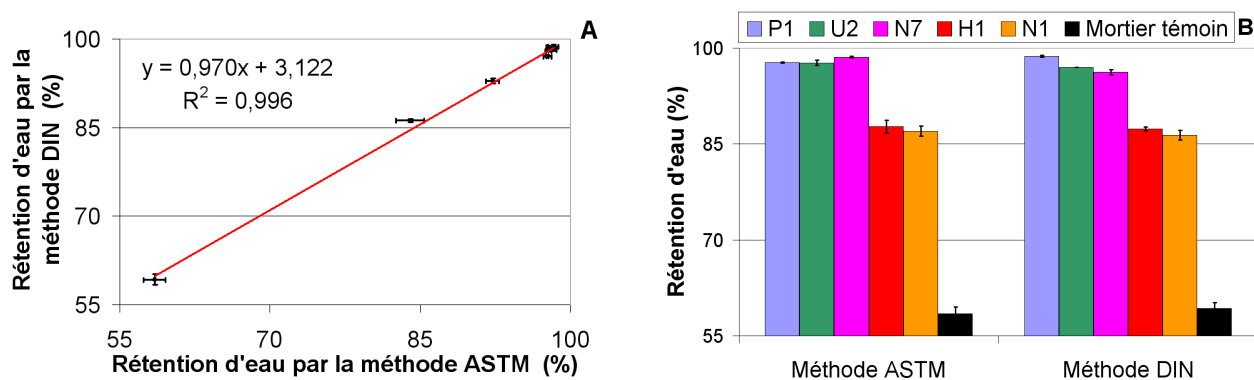 A
Rétention d'eau par la
méthode DIN (%)
100
85
70
55
y = 0,970x + 3,122
R² = 0,996
55 70 85 100
Rétention d'eau par la méthode ASTM (%)
P1 U2 N7 H1 N1 Mortier témoin
B
Rétention d'eau (%)
100
85
70
55
Méthode ASTM Méthode DIN